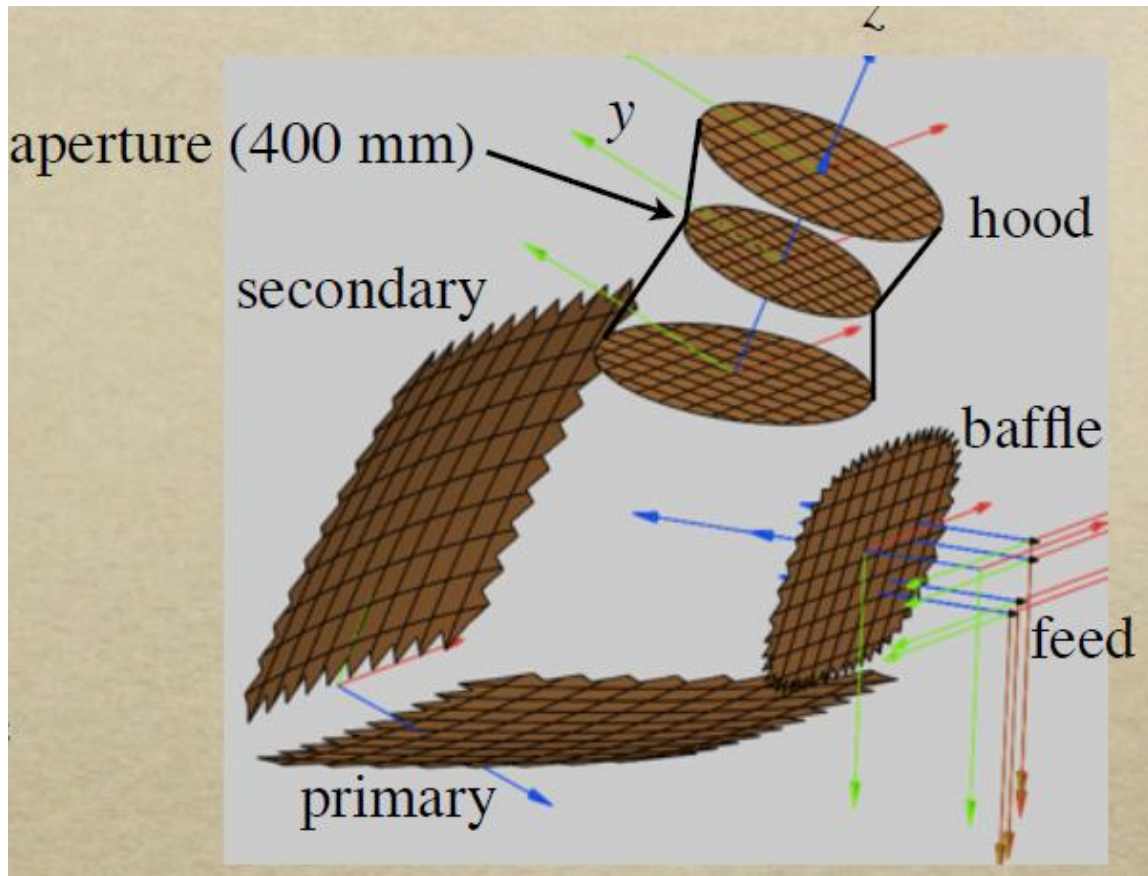 z
y
aperture (400 mm)
hood
secondary
baffle
feed
primary